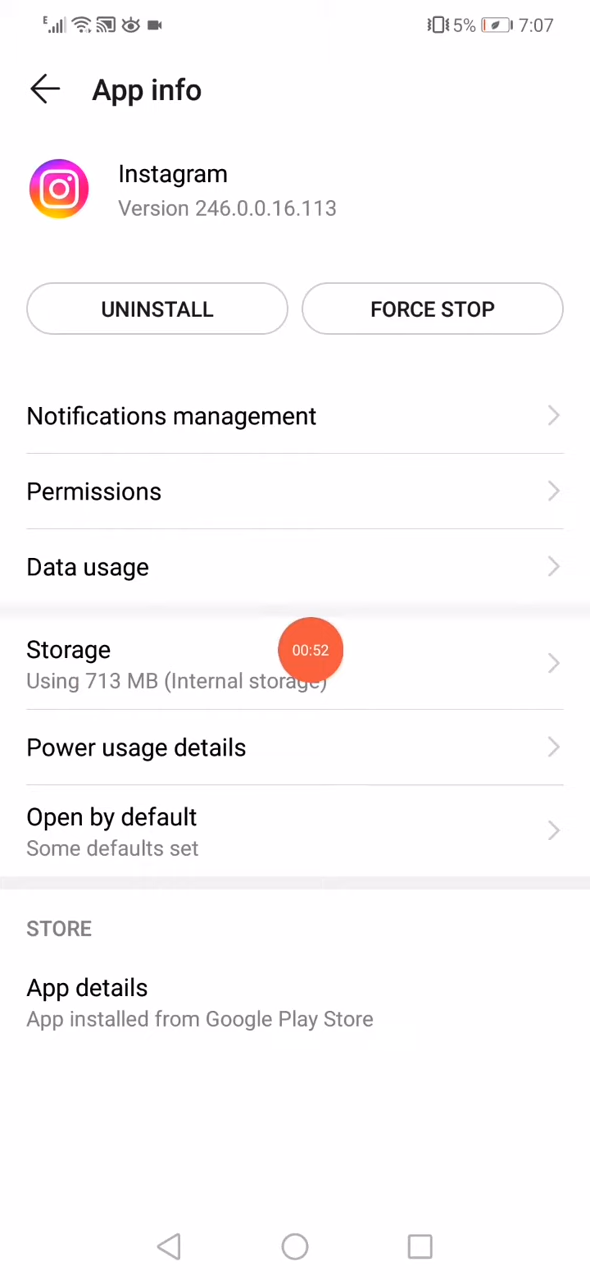 E 5% 7:07
App info
Instagram
Version 246.0.0.16.113
UNINSTALL FORCE STOP
Notifications management
Permissions
Data usage
Storage
00:52
Using 713 MB (Internal storage)
Power usage details
Open by default
Some defaults set
STORE
App details
App installed from Google Play Store